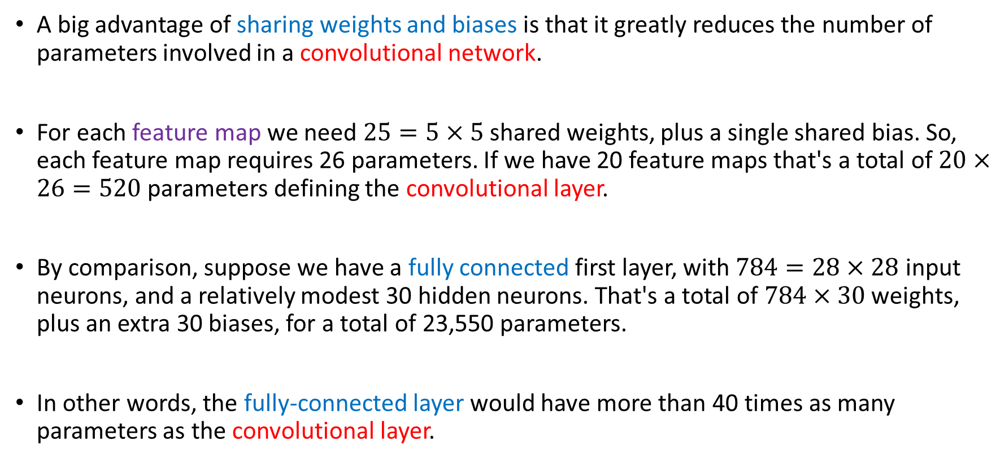 • A big advantage of sharing weights and biases is that it greatly reduces the number of
parameters involved in a convolutional network.
• For each feature map we need 25 = 5 × 5 shared weights, plus a single shared bias. So,
each feature map requires 26 parameters. If we have 20 feature maps that's a total of 20 ×
26 = 520 parameters defining the convolutional layer.
• By comparison, suppose we have a fully connected first layer, with 784 = 28 × 28 input
neurons, and a relatively modest 30 hidden neurons. That's a total of 784 × 30 weights,
plus an extra 30 biases, for a total of 23,550 parameters.
• In other words, the fully-connected layer would have more than 40 times as many
parameters as the convolutional layer.